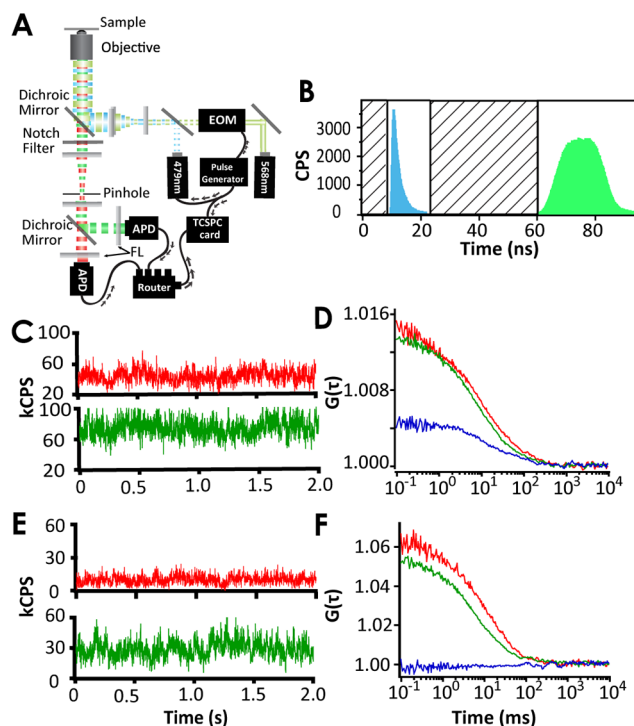 A
Sample
Objective
Dichroic
Mirror
Notch
Filter
EOM
Pulse
Generator
479nm
568nm
Pinhole
Dichroic
Mirror
APD
TCSPC
card
FL
APD
Router
B
CPS
3000
2000
1000
0
0 20 40 60 80
Time (ns)
C
kCPS
100
60
20
100
60
20
0 0.5 1.0 1.5 2.0
D
G(τ)
1.016
1.008
1.000
10⁻¹ 10⁰ 10¹ 10² 10³ 10⁴
E
kCPS
60
30
0
60
30
0
0 0.5 1.0 1.5 2.0
Time (s)
F
G(τ)
1.06
1.04
1.02
1.00
10⁻¹ 10⁰ 10¹ 10² 10³ 10⁴
Time (ms)